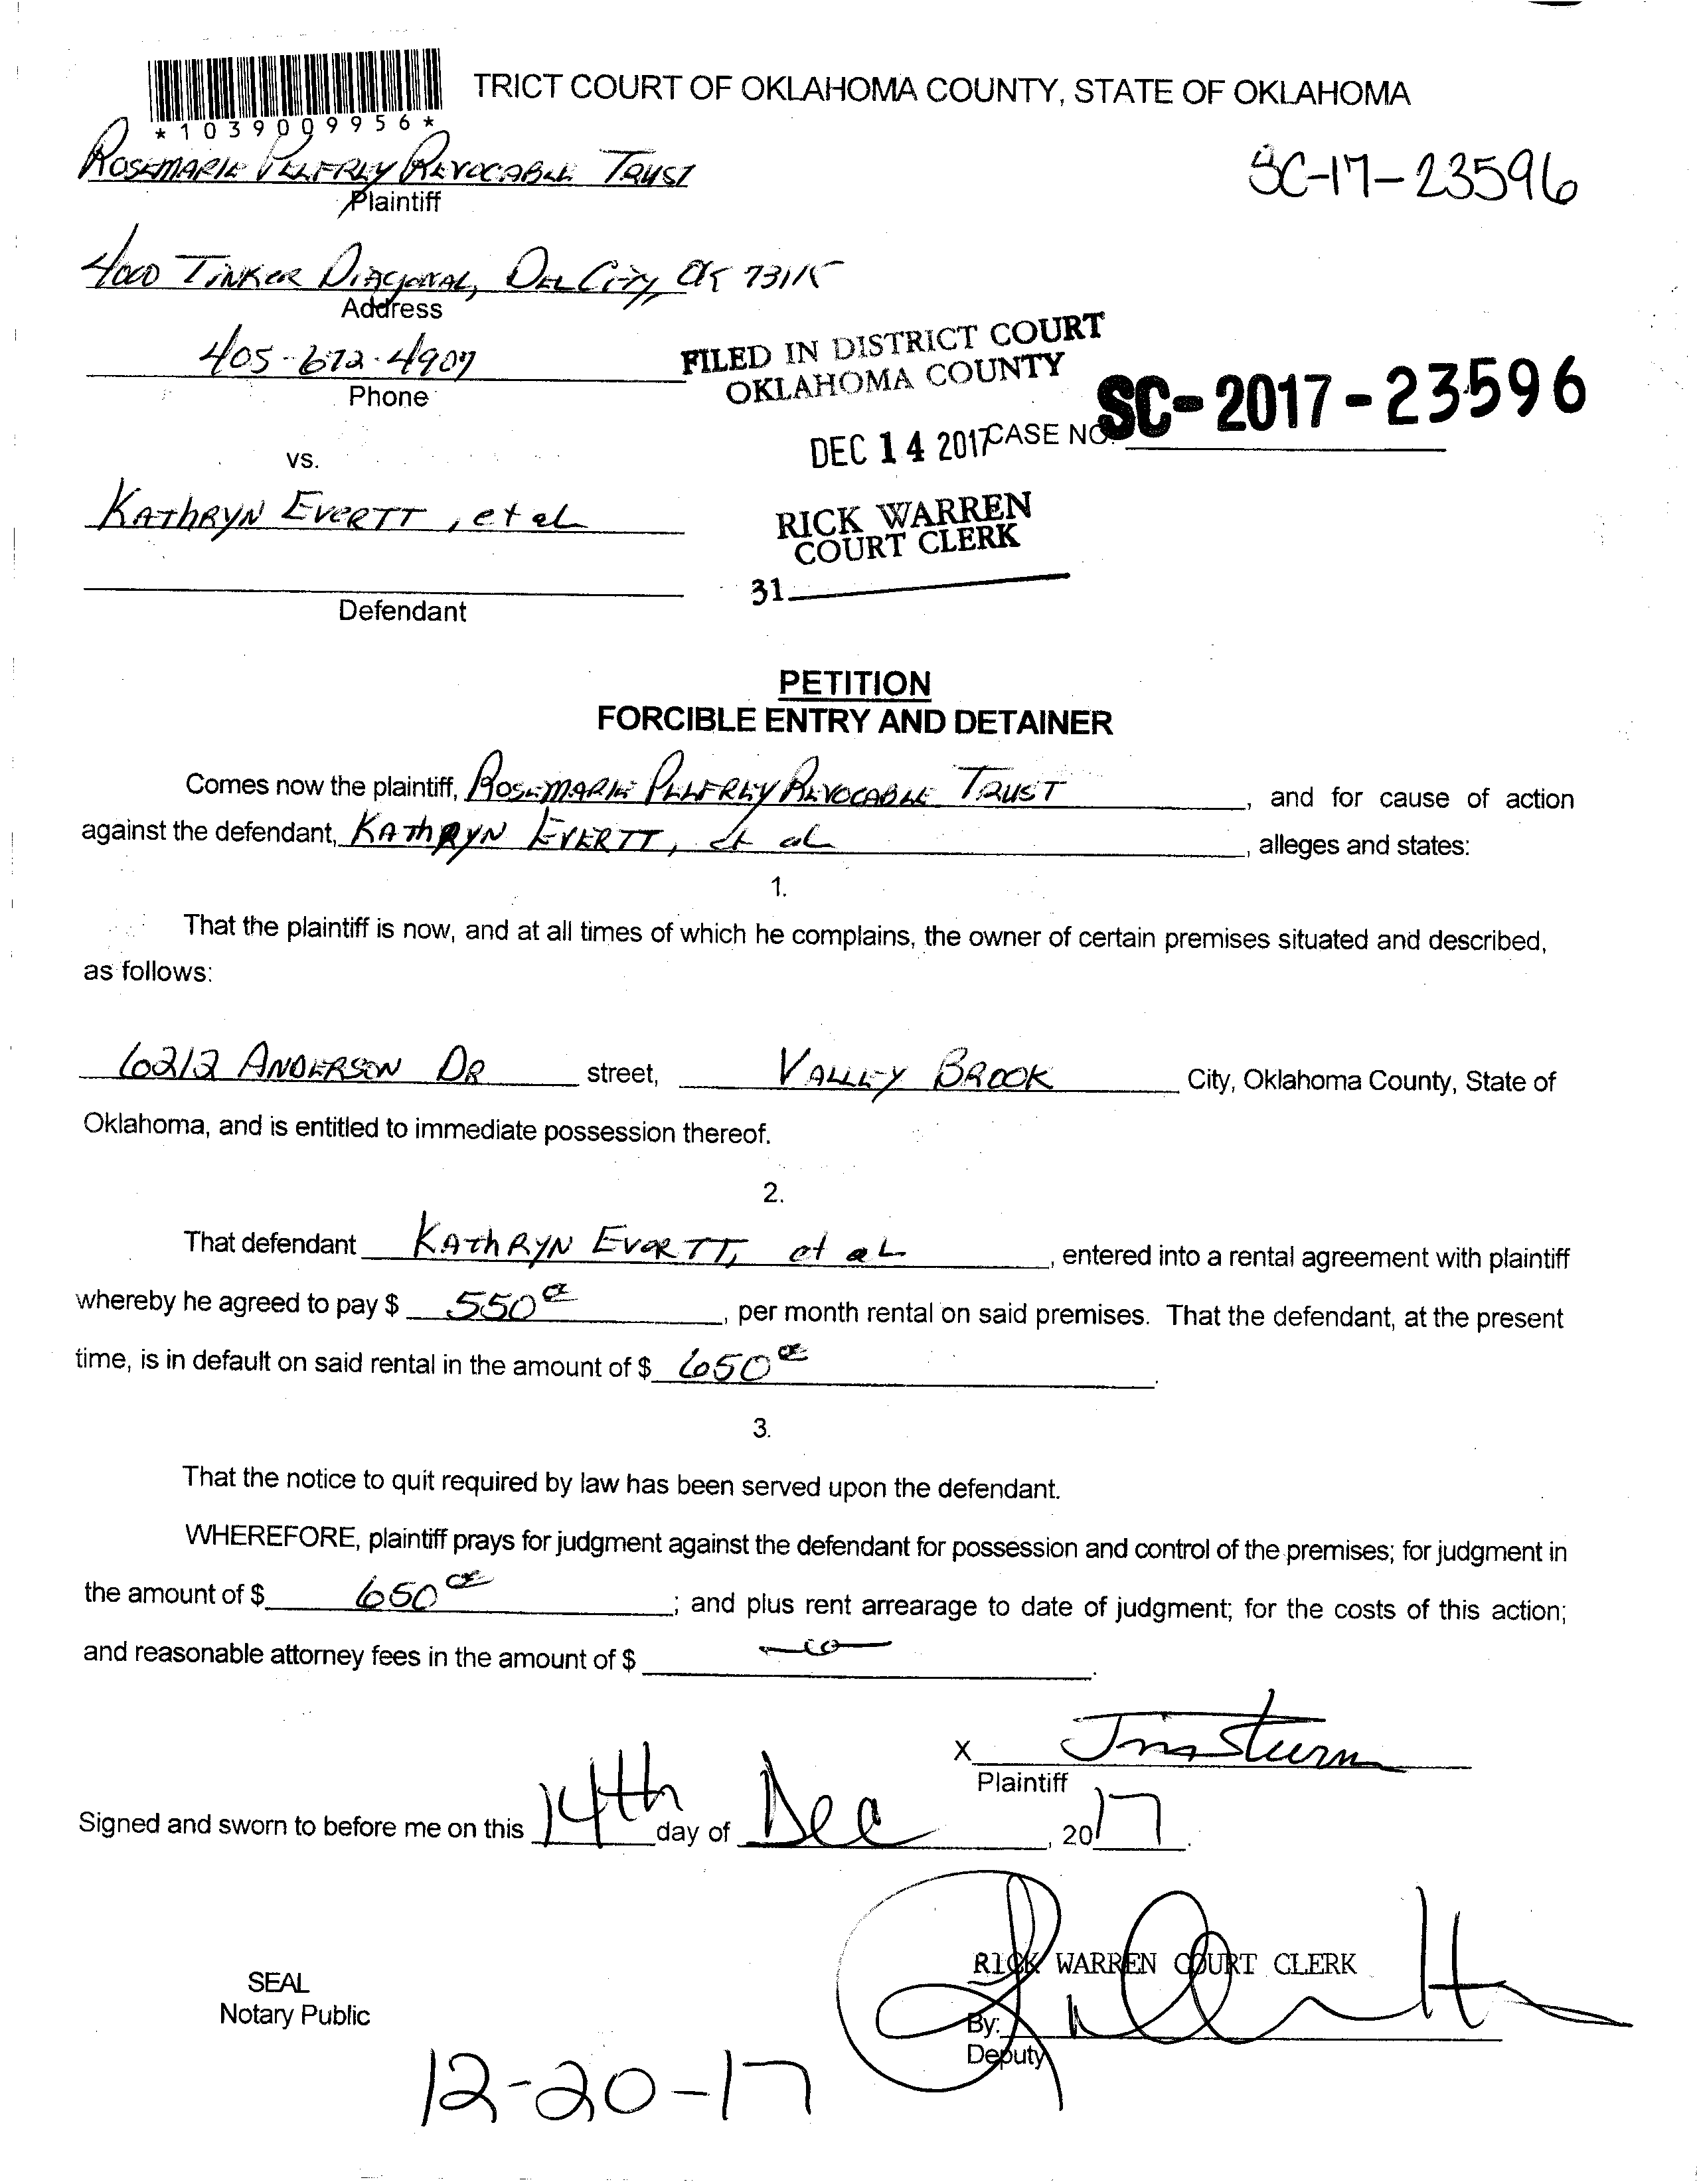 TRICT COURT OF OKLAHOMA COUNTY, STATE OF OKLAHOMA
*1039009956*
ROSEMARIE PELFREY REVOCABLE TRUST
SC-17-23596
Plaintiff
4000 TINKER DIAGONAL, DEL CITY, OK 73115
Address
405-672-4907
Phone
FILED IN DISTRICT COURT
OKLAHOMA COUNTY
DEC 14 2017
CASE NO. SC-2017-23596
vs.
KATHRYN EVERTT, et al
RICK WARREN
COURT CLERK
31
Defendant
PETITION
FORCIBLE ENTRY AND DETAINER
Comes now the plaintiff, ROSEMARIE PELFREY REVOCABLE TRUST, and for cause of action
against the defendant, KATHRYN EVERTT, et al, alleges and states:
1.
That the plaintiff is now, and at all times of which he complains, the owner of certain premises situated and described,
as follows:
6212 ANDERSON DR street, VALLEY BROOK City, Oklahoma County, State of
Oklahoma, and is entitled to immediate possession thereof.
2.
That defendant KATHRYN EVERTT, et al, entered into a rental agreement with plaintiff
whereby he agreed to pay $ 550, per month rental on said premises. That the defendant, at the present
time, is in default on said rental in the amount of $ 650.
3.
That the notice to quit required by law has been served upon the defendant.
WHEREFORE, plaintiff prays for judgment against the defendant for possession and control of the premises; for judgment in
the amount of $ 650; and plus rent arrearage to date of judgment; for the costs of this action;
and reasonable attorney fees in the amount of $
X
Plaintiff
Signed and sworn to before me on this 14th day of Dec, 2017.
RICK WARREN COURT CLERK
SEAL
Notary Public
By:
Deputy
12-20-17